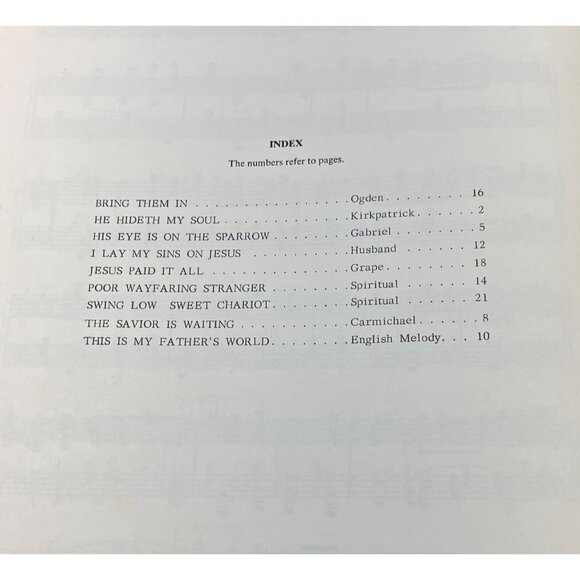 INDEX
The numbers refer to pages.
BRING THEM IN . . . . . . . . . . . . . . . . Ogden. . . . . . . . 16
HE HIDETH MY SOUL. . . . . . . . . . . . . Kirkpatrick. . . . . 2
HIS EYE IS ON THE SPARROW. . . . . . . . Gabriel . . . . . . . 5
I LAY MY SINS ON JESUS . . . . . . . . . . . Husband . . . . . . 12
JESUS PAID IT ALL . . . . . . . . . . . . . . . Grape. . . . . . . . 18
POOR WAYFARING STRANGER . . . . . . . . Spiritual . . . . . . 14
SWING LOW SWEET CHARIOT. . . . . . . . Spiritual . . . . . . 21
THE SAVIOR IS WAITING . . . . . . . . . . . Carmichael . . . . . 8
THIS IS MY FATHER'S WORLD. . . . . . . . English Melody. . . 10